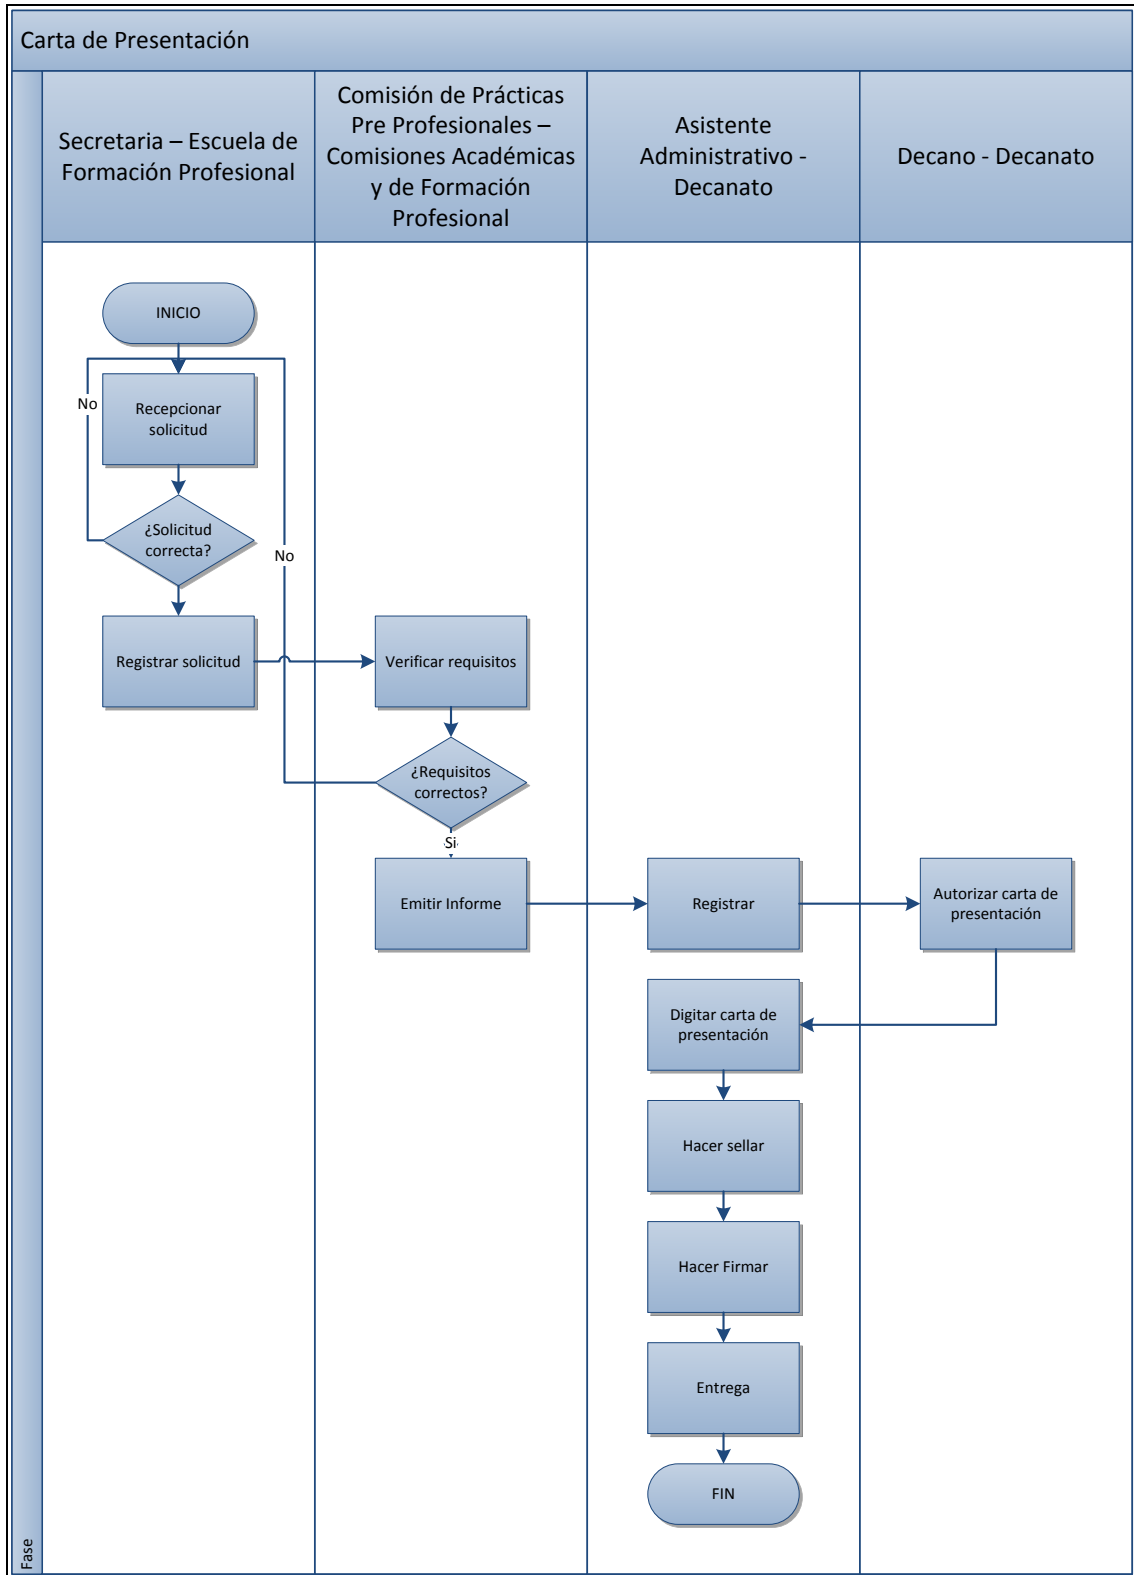 Carta de Presentación
Secretaria – Escuela de
Formación Profesional
Comisión de Prácticas
Pre Profesionales –
Comisiones Académicas
y de Formación
Profesional
Asistente
Administrativo -
Decanato
Decano - Decanato
INICIO
No
Recepcionar
solicitud
¿Solicitud
correcta?
No
Registrar solicitud
Verificar requisitos
¿Requisitos
correctos?
Si
Emitir Informe
Registrar
Autorizar carta de
presentación
Digitar carta de
presentación
Hacer sellar
Hacer Firmar
Entrega
FIN
Fase